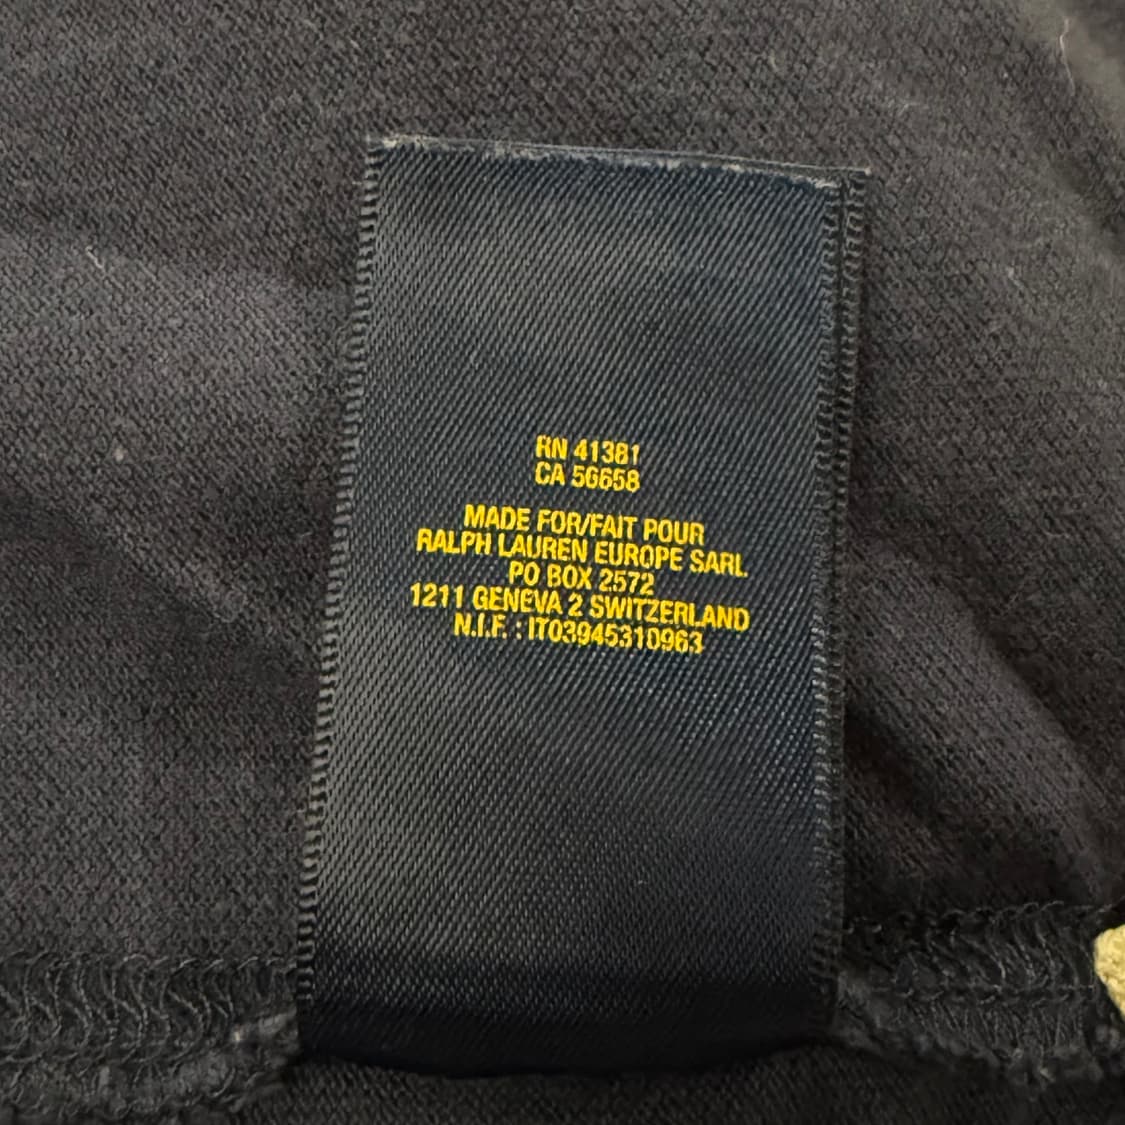 RN 41381
CA 56658
MADE FOR/FAIT POUR
RALPH LAUREN EUROPE SARL
PO BOX 2572
1211 GENEVA 2 SWITZERLAND
N.I.F. : IT03945310963